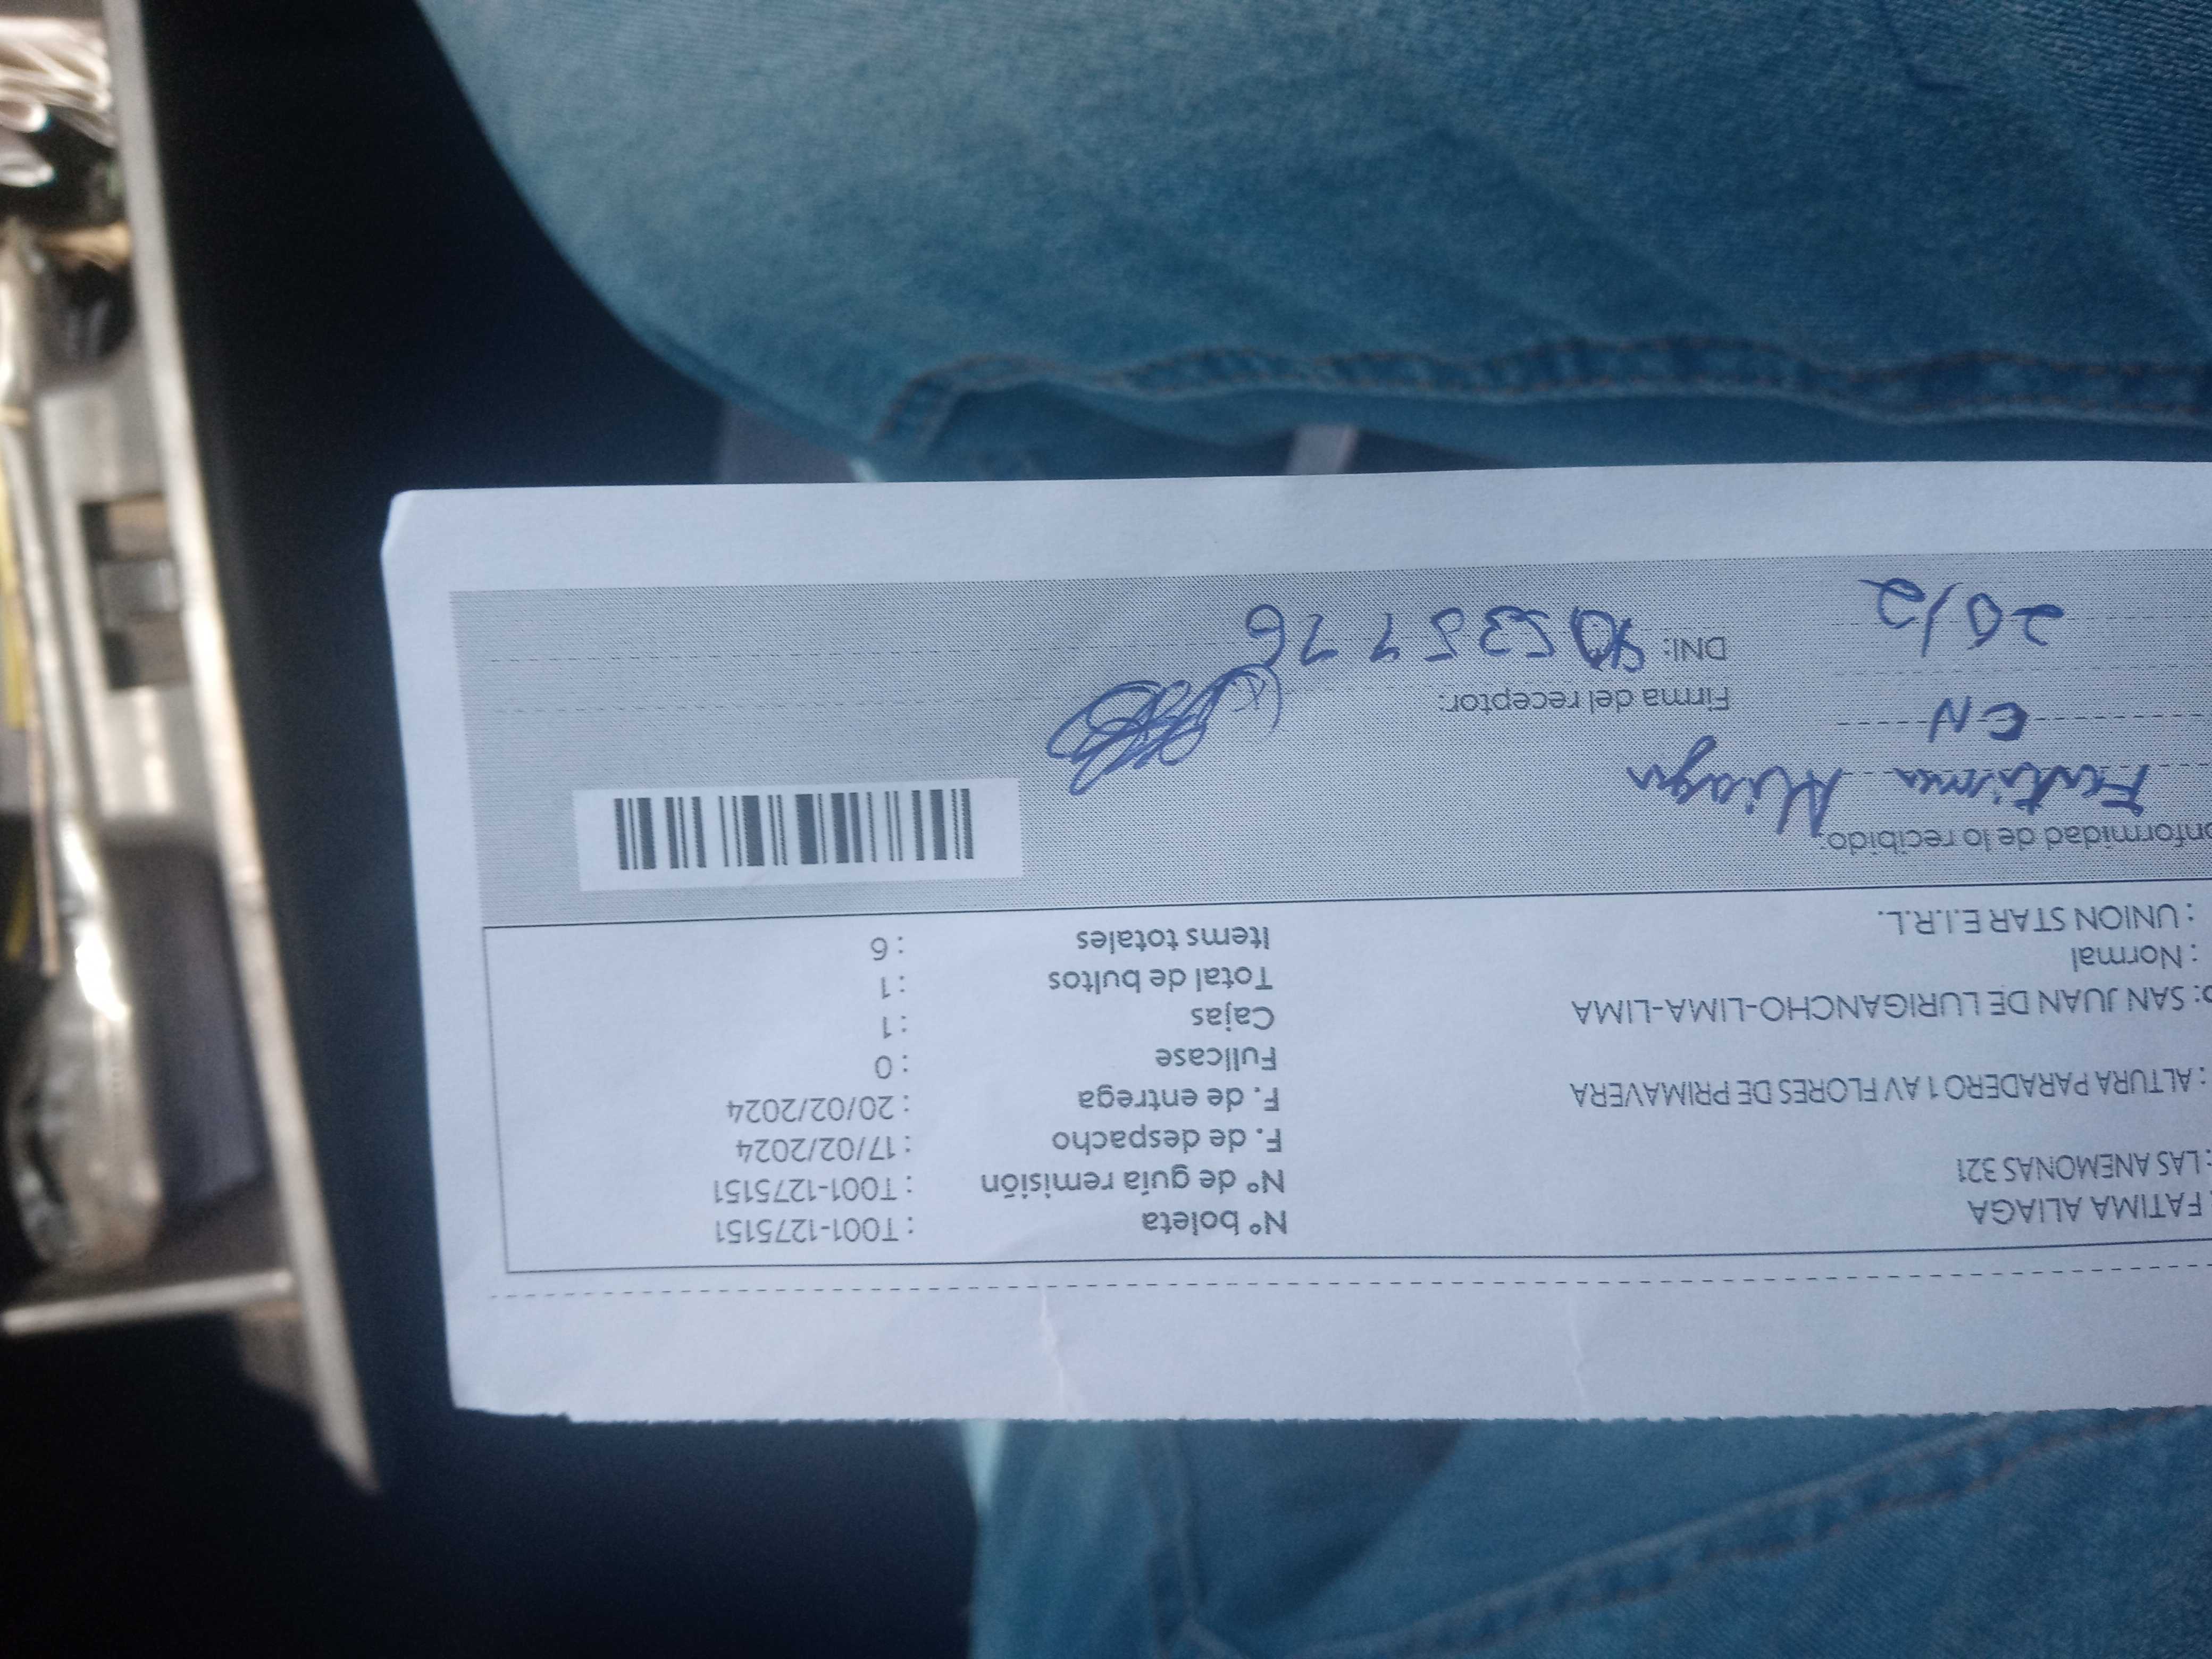 : FATIMA ALIAGA
: LAS ANEMONAS 321
: ALTURA PARADERO 1 AV FLORES DE PRIMAVERA
: SAN JUAN DE LURIGANCHO-LIMA-LIMA
: Normal
: UNION STAR E.I.R.L.
N° boleta : T001-1275151
N° de guía remisión : T001-1275151
F. de despacho : 17/02/2024
F. de entrega : 20/02/2024
Fullcase : 0
Cajas : 1
Total de bultos : 1
Items totales : 6
nformidad de lo recibido:
Fatima Aliaga
CN
20/2
Firma del receptor:
DNI: